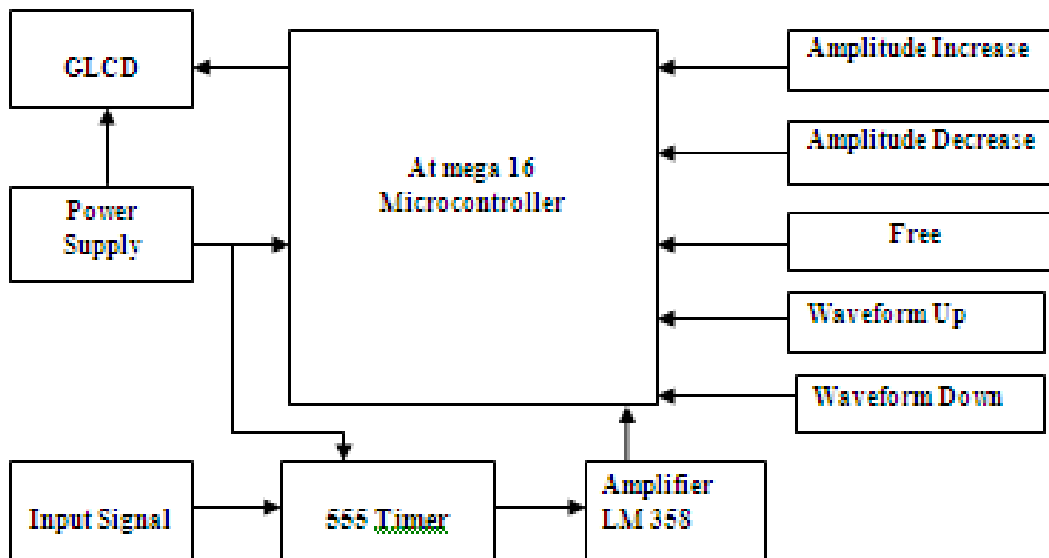 GLCD
Amplitude Increase
Amplitude Decrease
At mega 16
Microcontroller
Power
Supply
Free
Waveform Up
Waveform Down
Input Signal
555 Timer
Amplifier
LM 358